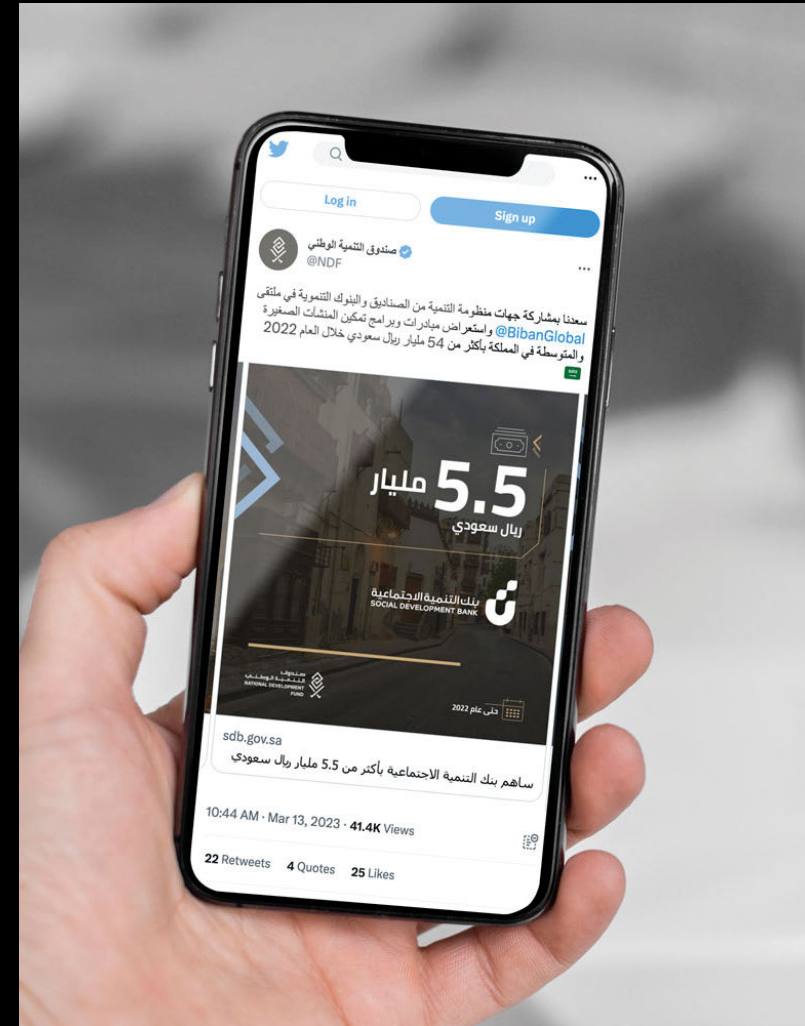 Log in
Sign up
صندوق التنمية الوطني
@NDF
سعدنا بمشاركة جهات منظومة التنمية من الصناديق والبنوك التنموية في ملتقى
@BibanGlobal واستعراض مبادرات وبرامج تمكين المنشآت الصغيرة
والمتوسطة في المملكة بأكثر من 54 مليار ريال سعودي خلال العام 2022
5.5 مليار
ريال سعودي
بنك التنمية الاجتماعية
SOCIAL DEVELOPMENT BANK
صندوق
التنمية الوطني
NATIONAL DEVELOPMENT
FUND
حتى عام 2022
sdb.gov.sa
ساهم بنك التنمية الاجتماعية بأكثر من 5.5 مليار ريال سعودي
10:44 AM · Mar 13, 2023 · 41.4K Views
22 Retweets 4 Quotes 25 Likes